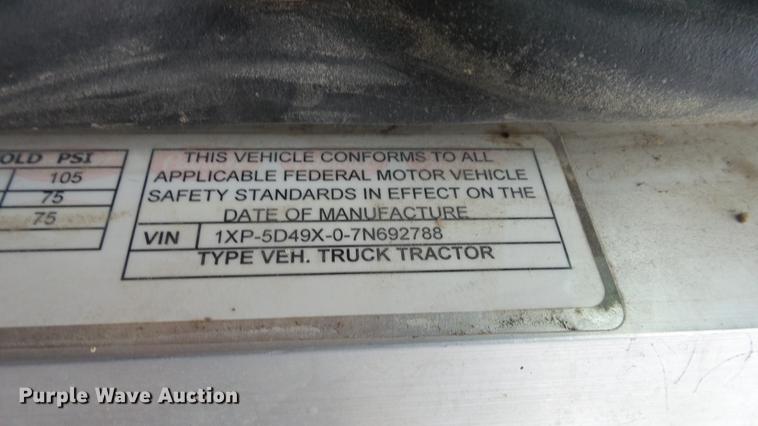 OLD PSI
105
75
75
THIS VEHICLE CONFORMS TO ALL
APPLICABLE FEDERAL MOTOR VEHICLE
SAFETY STANDARDS IN EFFECT ON THE
DATE OF MANUFACTURE
VIN 1XP-5D49X-0-7N692788
TYPE VEH. TRUCK TRACTOR
Purple Wave Auction